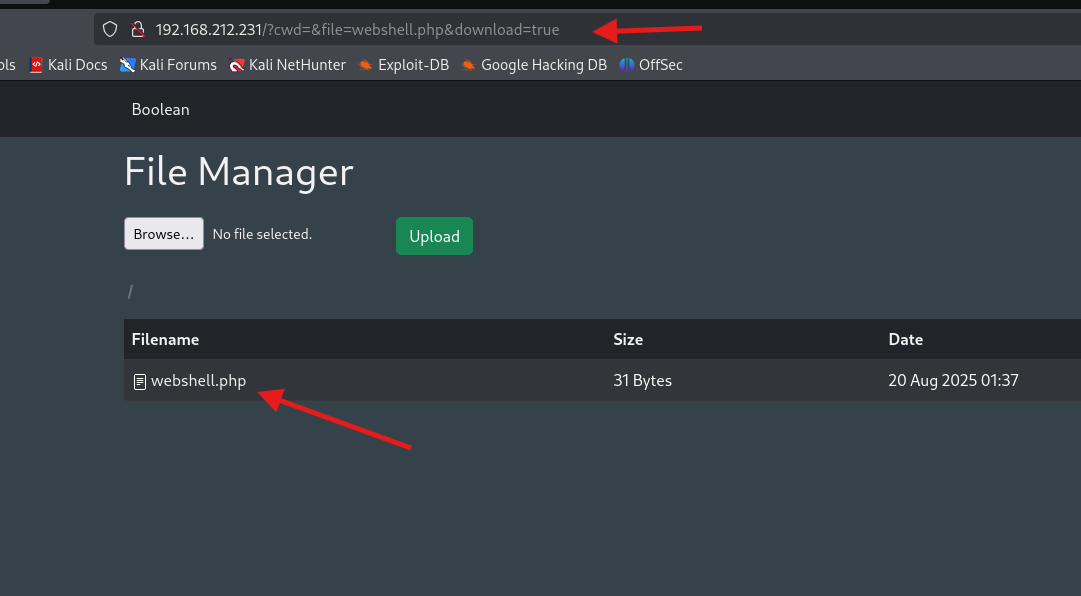 192.168.212.231/?cwd=&file=webshell.php&download=true
ols Kali Docs Kali Forums Kali NetHunter Exploit-DB Google Hacking DB OffSec
Boolean
File Manager
Browse... No file selected. Upload
/
Filename Size Date
webshell.php 31 Bytes 20 Aug 2025 01:37